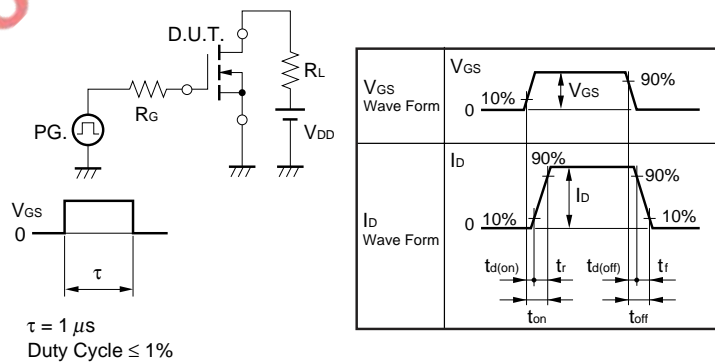 D.U.T.
RL
RG
PG.
VDD
VGS
0
τ
τ = 1 μs
Duty Cycle ≤ 1%
VGS
Wave Form
VGS
VGS
90%
10%
0
ID
Wave Form
ID
90%
90%
ID
0
10%
10%
td(on)
tr
td(off)
tf
ton
toff